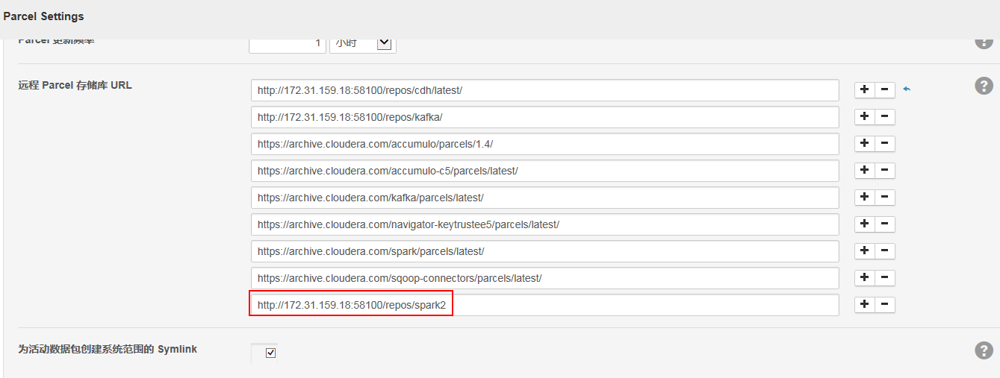 Parcel Settings
Parcel 更新频率 1 小时
远程 Parcel 存储库 URL
http://172.31.159.18:58100/repos/cdh/latest/
http://172.31.159.18:58100/repos/kafka/
https://archive.cloudera.com/accumulo/parcels/1.4/
https://archive.cloudera.com/accumulo-c5/parcels/latest/
https://archive.cloudera.com/kafka/parcels/latest/
https://archive.cloudera.com/navigator-keytrustee5/parcels/latest/
https://archive.cloudera.com/spark/parcels/latest/
https://archive.cloudera.com/sqoop-connectors/parcels/latest/
http://172.31.159.18:58100/repos/spark2
为活动数据包创建系统范围的 Symlink